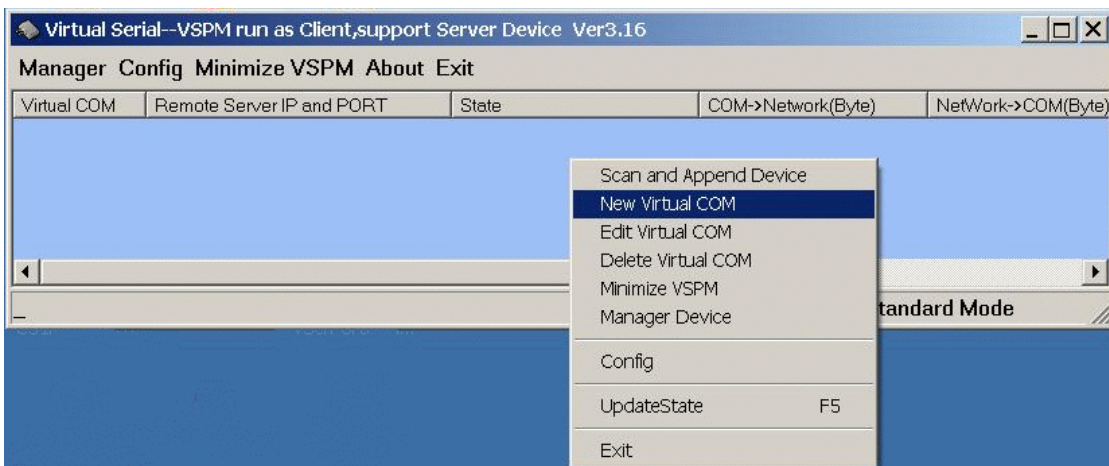 Virtual Serial--VSPM run as Client,support Server Device Ver3.16
Manager Config Minimize VSPM About Exit
Virtual COM Remote Server IP and PORT State COM->Network(Byte) NetWork->COM(Byte)
Scan and Append Device
New Virtual COM
Edit Virtual COM
Delete Virtual COM
Minimize VSPM
Manager Device
tandard Mode
Config
UpdateState F5
Exit